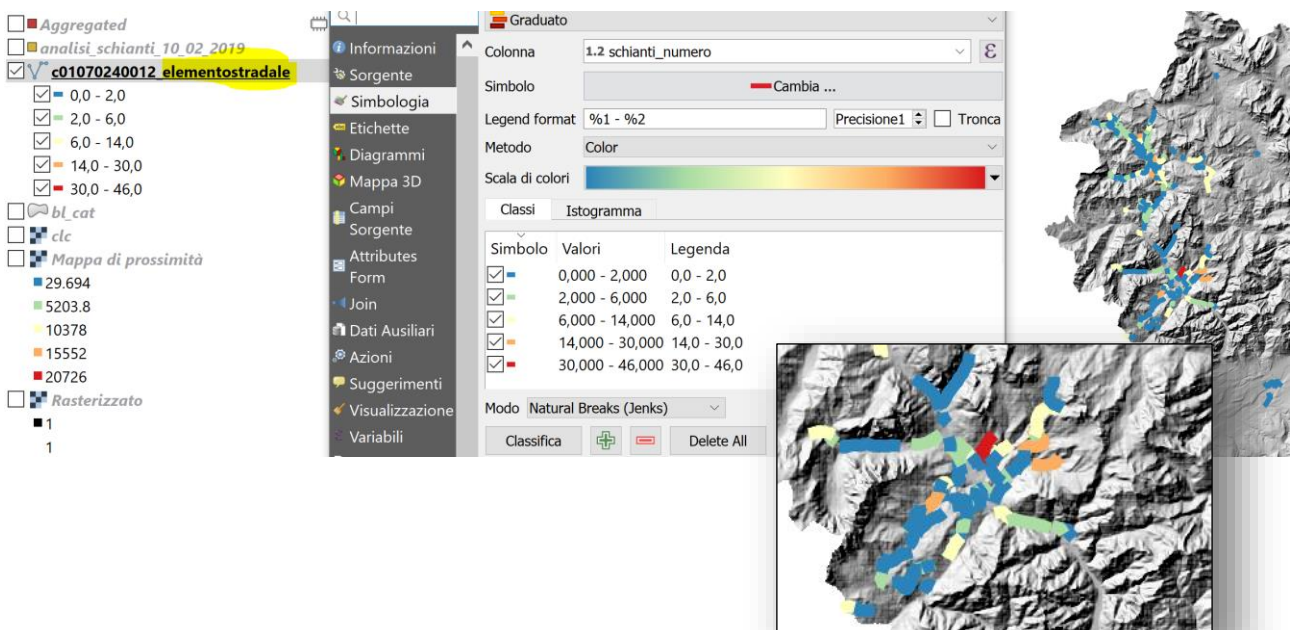 Aggregated
analisi_schianti_10_02_2019
c01070240012_elementostradale
0,0 - 2,0
2,0 - 6,0
6,0 - 14,0
14,0 - 30,0
30,0 - 46,0
bl_cat
clc
Mappa di prossimità
29.694
5203.8
10378
15552
20726
Rasterizzato
1
1
Informazioni
Sorgente
Simbologia
Etichette
Diagrammi
Mappa 3D
Campi
Sorgente
Attributes
Form
Join
Dati Ausiliari
Azioni
Suggerimenti
Visualizzazione
Variabili
Graduato
Colonna 1.2 schianti_numero ε
Simbolo Cambia ...
Legend format %1 - %2 Precisione1 Tronca
Metodo Color
Scala di colori
Classi Istogramma
Simbolo Valori Legenda
0,000 - 2,000 0,0 - 2,0
2,000 - 6,000 2,0 - 6,0
6,000 - 14,000 6,0 - 14,0
14,000 - 30,000 14,0 - 30,0
30,000 - 46,000 30,0 - 46,0
Modo Natural Breaks (Jenks)
Classifica Delete All